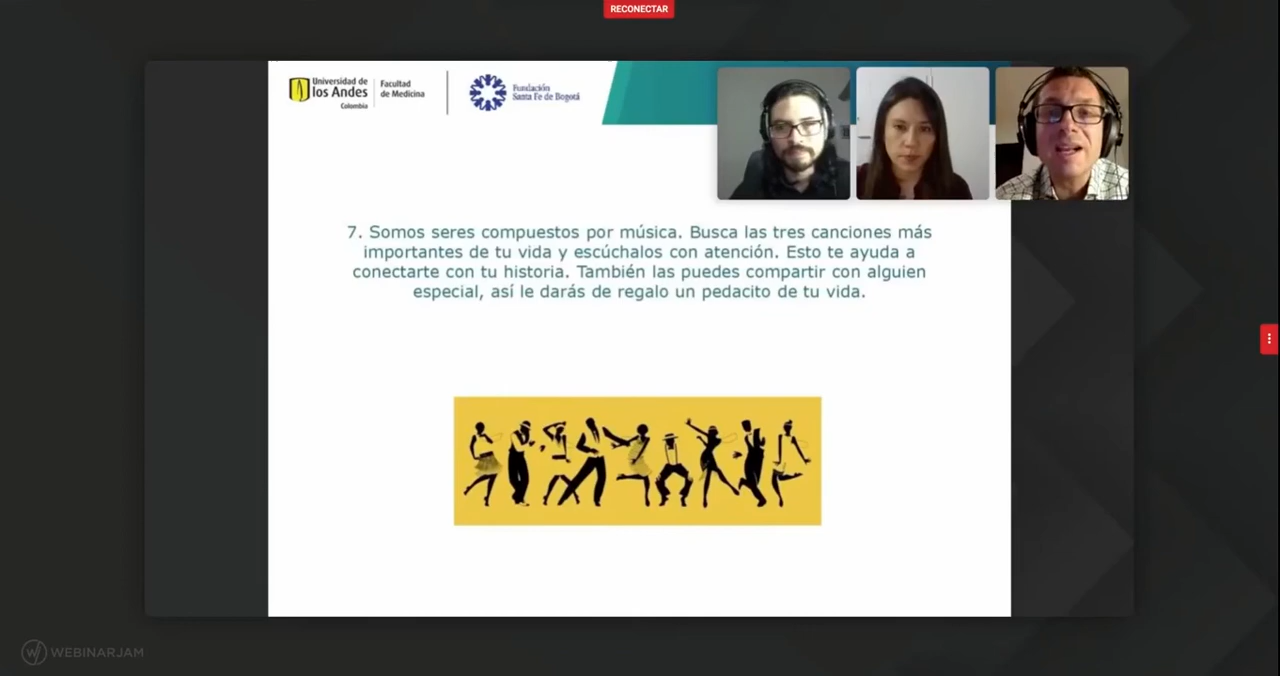 RECONECTAR
Universidad de
los Andes
Colombia
Facultad
de Medicina
Fundación
Santa Fe de Bogotá
7. Somos seres compuestos por música. Busca las tres canciones más
importantes de tu vida y escúchalos con atención. Esto te ayuda a
conectarte con tu historia. También las puedes compartir con alguien
especial, así le darás de regalo un pedacito de tu vida.
WEBINARJAM